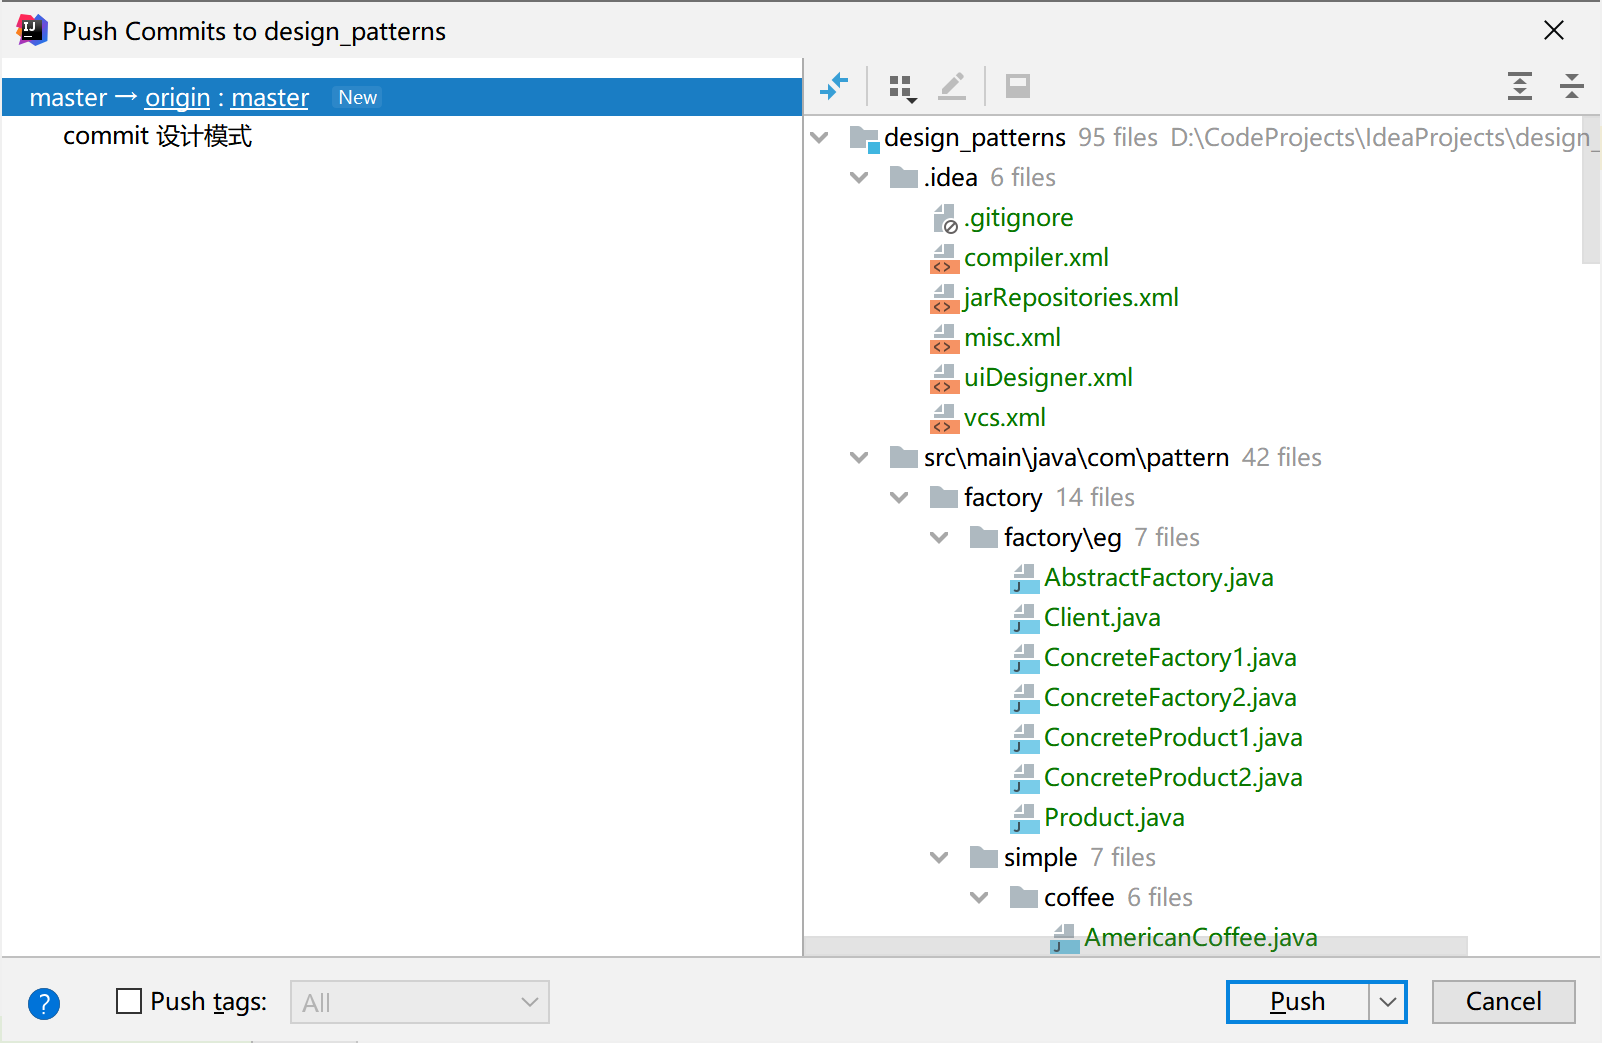 Push Commits to design_patterns
master → origin : master New
commit 设计模式
design_patterns 95 files D:\CodeProjects\IdeaProjects\design_
.idea 6 files
.gitignore
compiler.xml
jarRepositories.xml
misc.xml
uiDesigner.xml
vcs.xml
src\main\java\com\pattern 42 files
factory 14 files
factory\eg 7 files
AbstractFactory.java
Client.java
ConcreteFactory1.java
ConcreteFactory2.java
ConcreteProduct1.java
ConcreteProduct2.java
Product.java
simple 7 files
coffee 6 files
AmericanCoffee.java
? Push tags: All Push Cancel